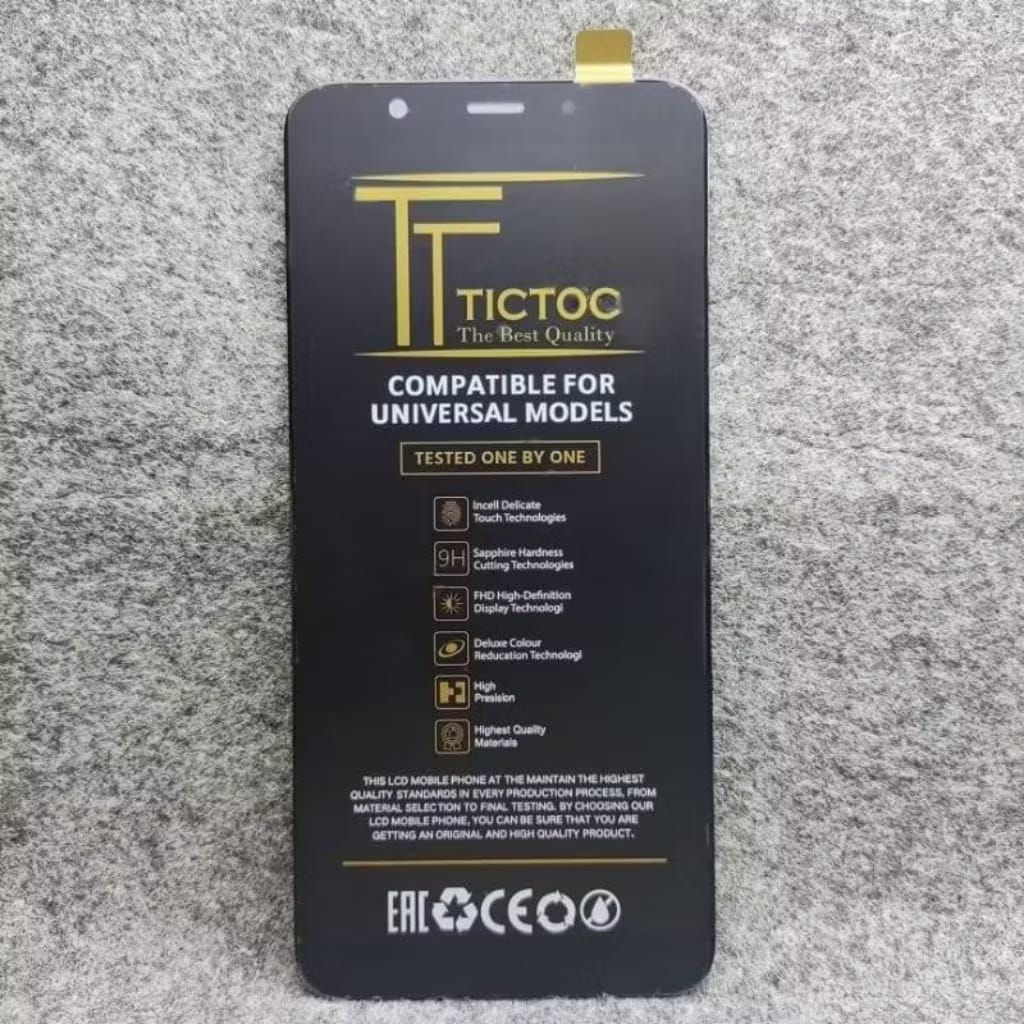 TT
TICTOC
The Best Quality
COMPATIBLE FOR
UNIVERSAL MODELS
TESTED ONE BY ONE
Incell Delicate
Touch Technologies
9H
Sapphire Hardness
Cutting Technologies
FHD High-Definition
Display Technologi
Deluxe Colour
Reducation Technologi
High
Presision
Highest Quality
Materials
THIS LCD MOBILE PHONE AT THE MAINTAIN THE HIGHEST
QUALITY STANDARDS IN EVERY PRODUCTION PROCESS, FROM
MATERIAL SELECTION TO FINAL TESTING. BY CHOOSING OUR
LCD MOBILE PHONE, YOU CAN BE SURE THAT YOU ARE
GETTING AN ORIGINAL AND HIGH QUALITY PRODUCT.
EAC CE